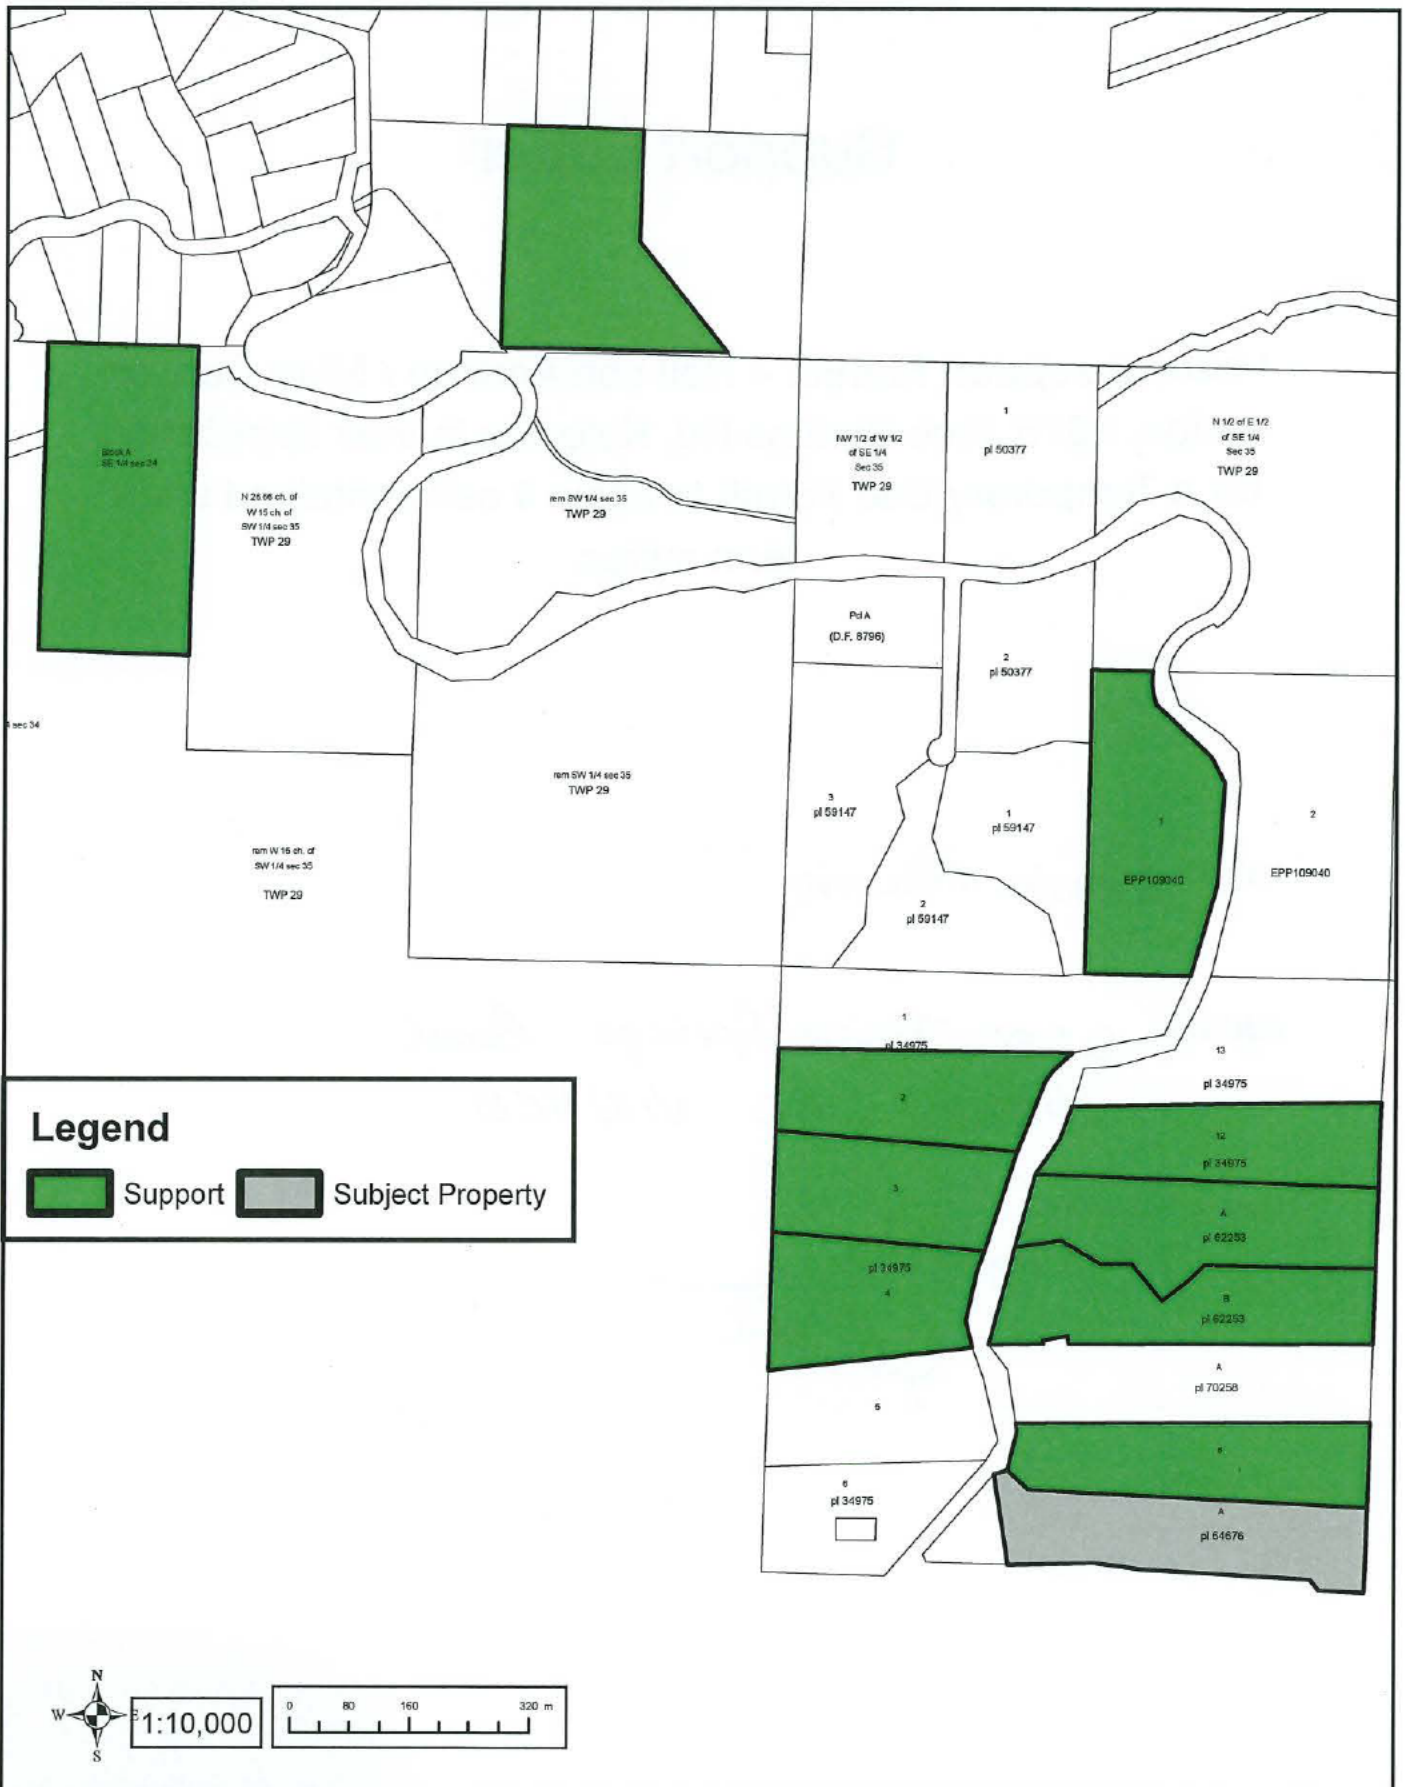 1
pl 50377
NW 1/2 of W 1/2
of SE 1/4
Sec 35
TWP 29
N 1/2 of E 1/2
of SE 1/4
Sec 35
TWP 29
Block A
SE 1/4 sec 34
N 26.66 ch. of
W 15 ch. of
SW 1/4 sec 35
TWP 29
rem SW 1/4 sec 35
TWP 29
Pcl A
(D.F. 8796)
2
pl 50377
sec 34
rem SW 1/4 sec 35
TWP 29
3
pl 59147
1
pl 59147
1
EPP109040
2
EPP109040
rem W 15 ch. of
SW 1/4 sec 35
TWP 29
2
pl 59147
1
pl 34975
13
pl 34975
2
12
pl 34975
3
A
pl 62253
pl 34975
4
B
pl 62253
A
pl 70258
5
6
pl 34975
A
pl 64676
Legend
Support
Subject Property
N
W
E
S
1:10,000
0 80 160 320 m